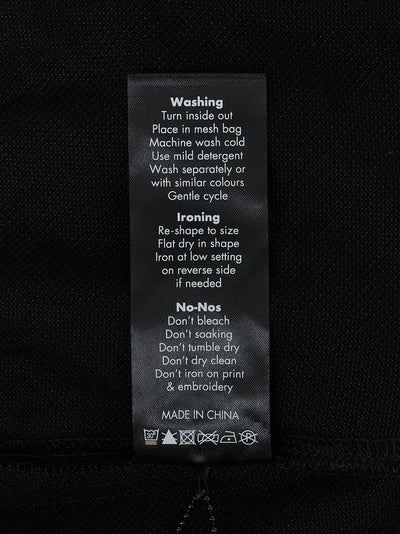 Washing
Turn inside out
Place in mesh bag
Machine wash cold
Use mild detergent
Wash separately or
with similar colours
Gentle cycle
Ironing
Re-shape to size
Flat dry in shape
Iron at low setting
on reverse side
if needed
No-Nos
Don't bleach
Don't soaking
Don't tumble dry
Don't dry clean
Don't iron on print
& embroidery
MADE IN CHINA
30°